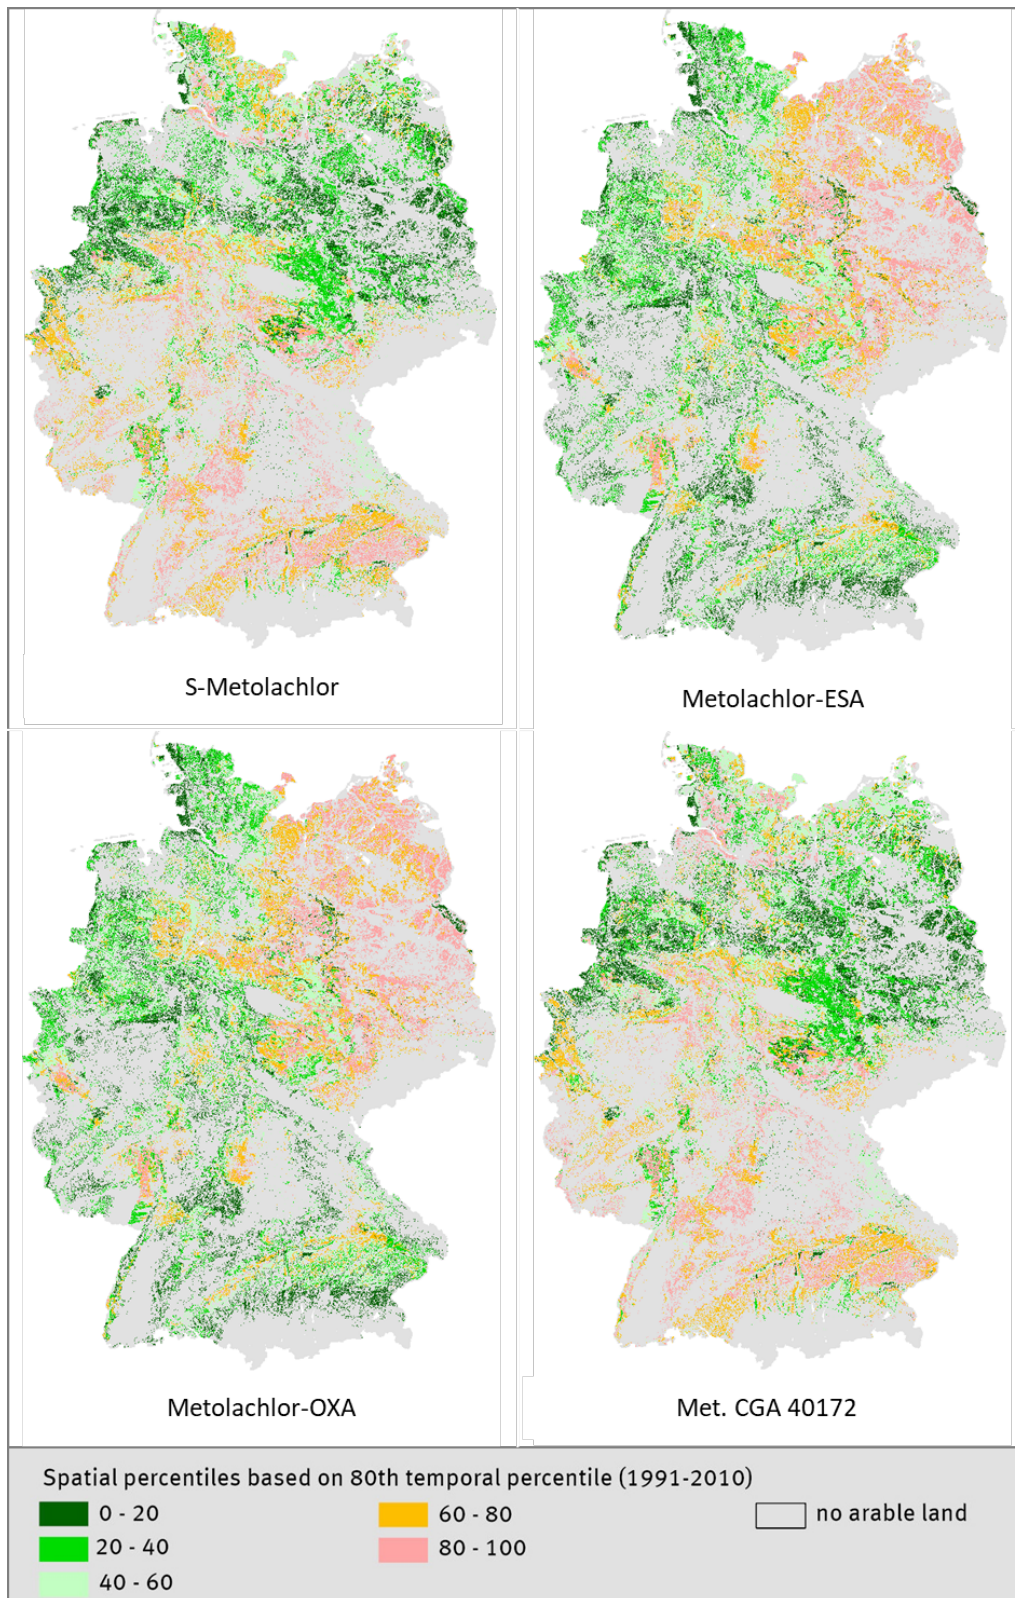 S-Metolachlor
Metolachlor-ESA
Metolachlor-OXA
Met. CGA 40172
Spatial percentiles based on 80th temporal percentile (1991-2010)
0 - 20
60 - 80
no arable land
20 - 40
80 - 100
40 - 60